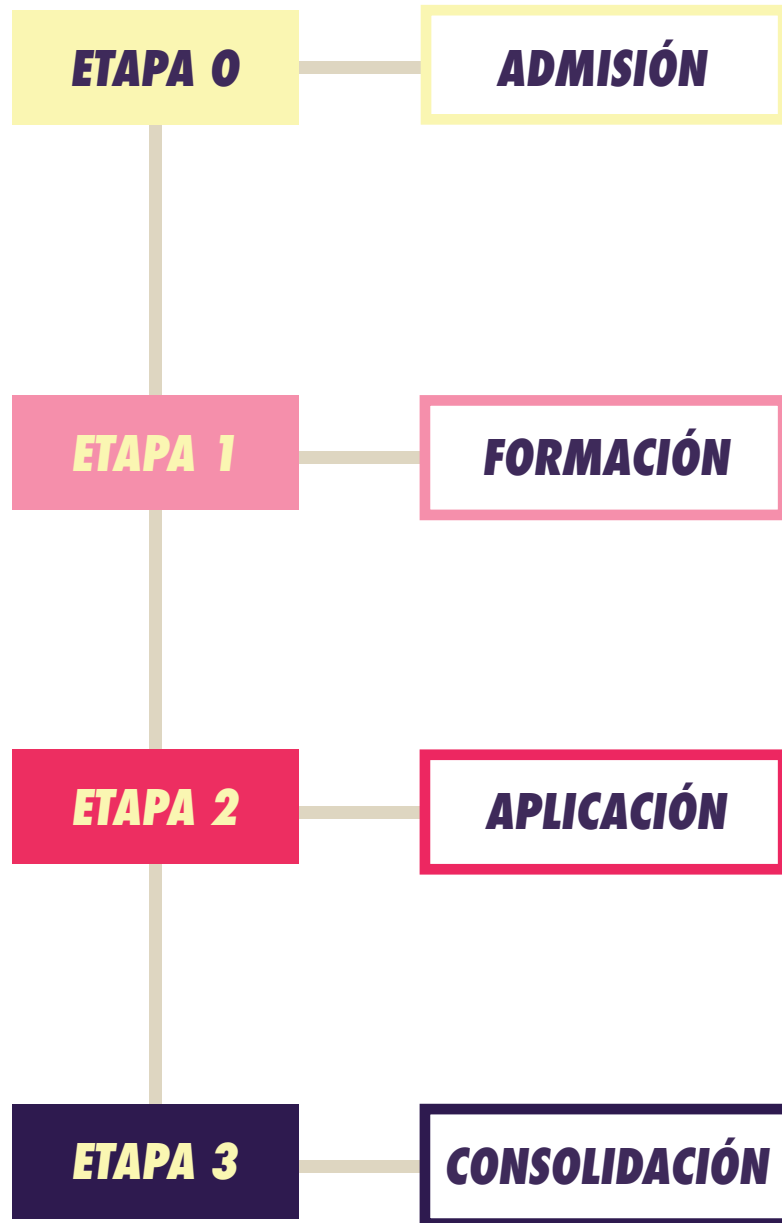 ETAPA 0
ADMISIÓN
ETAPA 1
FORMACIÓN
ETAPA 2
APLICACIÓN
ETAPA 3
CONSOLIDACIÓN